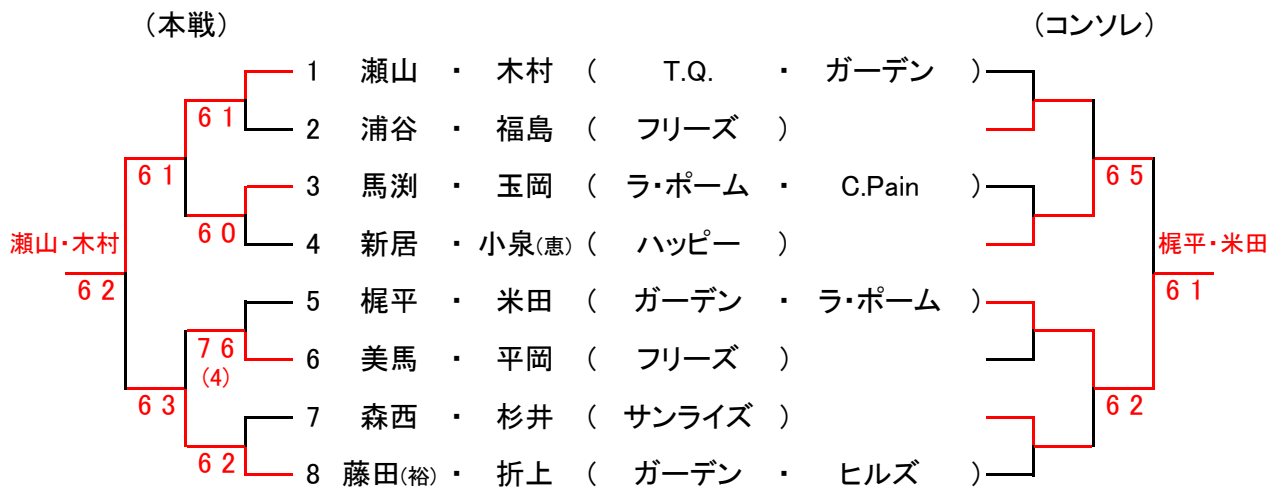 (本戦) (コンソレ)
1 瀬山 ・ 木村 ( T.Q. ・ ガーデン )
6 1
2 浦谷 ・ 福島 ( フリーズ )
6 1 6 5
3 馬渕 ・ 玉岡 ( ラ・ポーム ・ C.Pain )
6 0
4 新居 ・ 小泉(恵) ( ハッピー )
瀬山・木村 梶平・米田
6 2 6 1
5 梶平 ・ 米田 ( ガーデン ・ ラ・ポーム )
7 6
(4)
6 美馬 ・ 平岡 ( フリーズ )
6 3 6 2
7 森西 ・ 杉井 ( サンライズ )
6 2
8 藤田(裕) ・ 折上 ( ガーデン ・ ヒルズ )